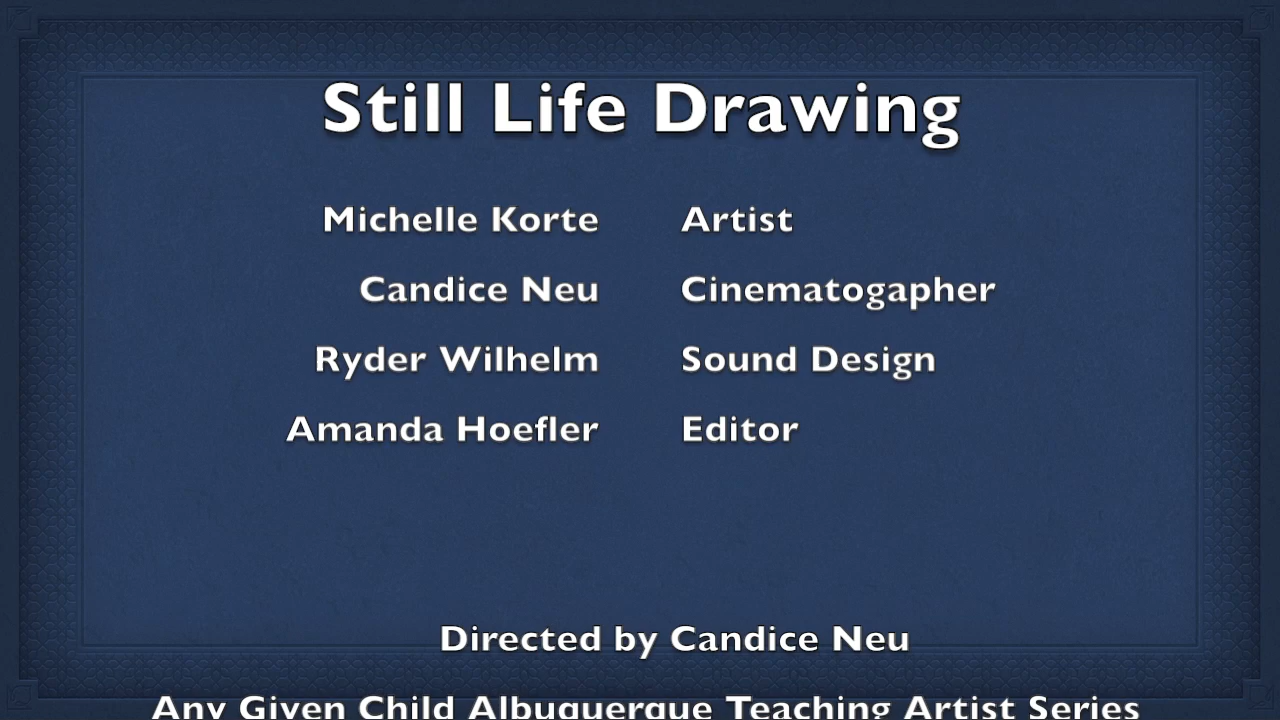 Still Life Drawing
Michelle Korte Artist
Candice Neu Cinematogapher
Ryder Wilhelm Sound Design
Amanda Hoefler Editor
Directed by Candice Neu
Any Given Child Albuquerque Teaching Artist Series